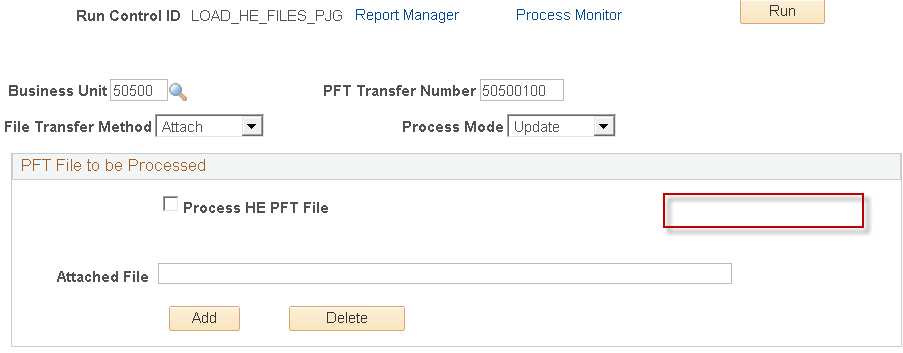 Run Control ID LOAD_HE_FILES_PJG Report Manager Process Monitor Run
Business Unit 50500 PFT Transfer Number 50500100
File Transfer Method Attach Process Mode Update
PFT File to be Processed
Process HE PFT File
Attached File
Add Delete